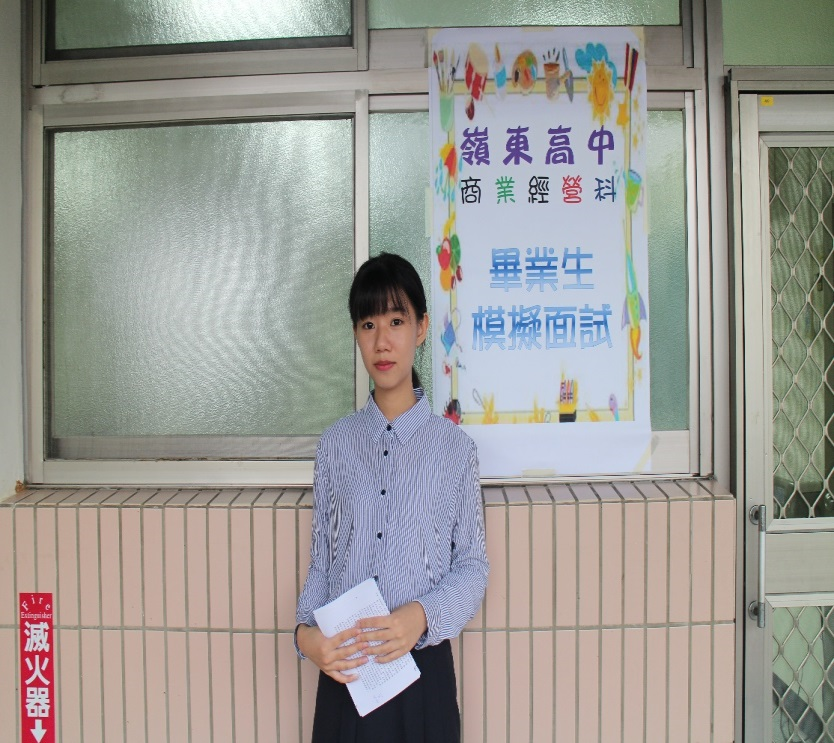 嶺東高中
商業經營科
畢業生
模擬面試
Fire
Extinguisher
滅火器